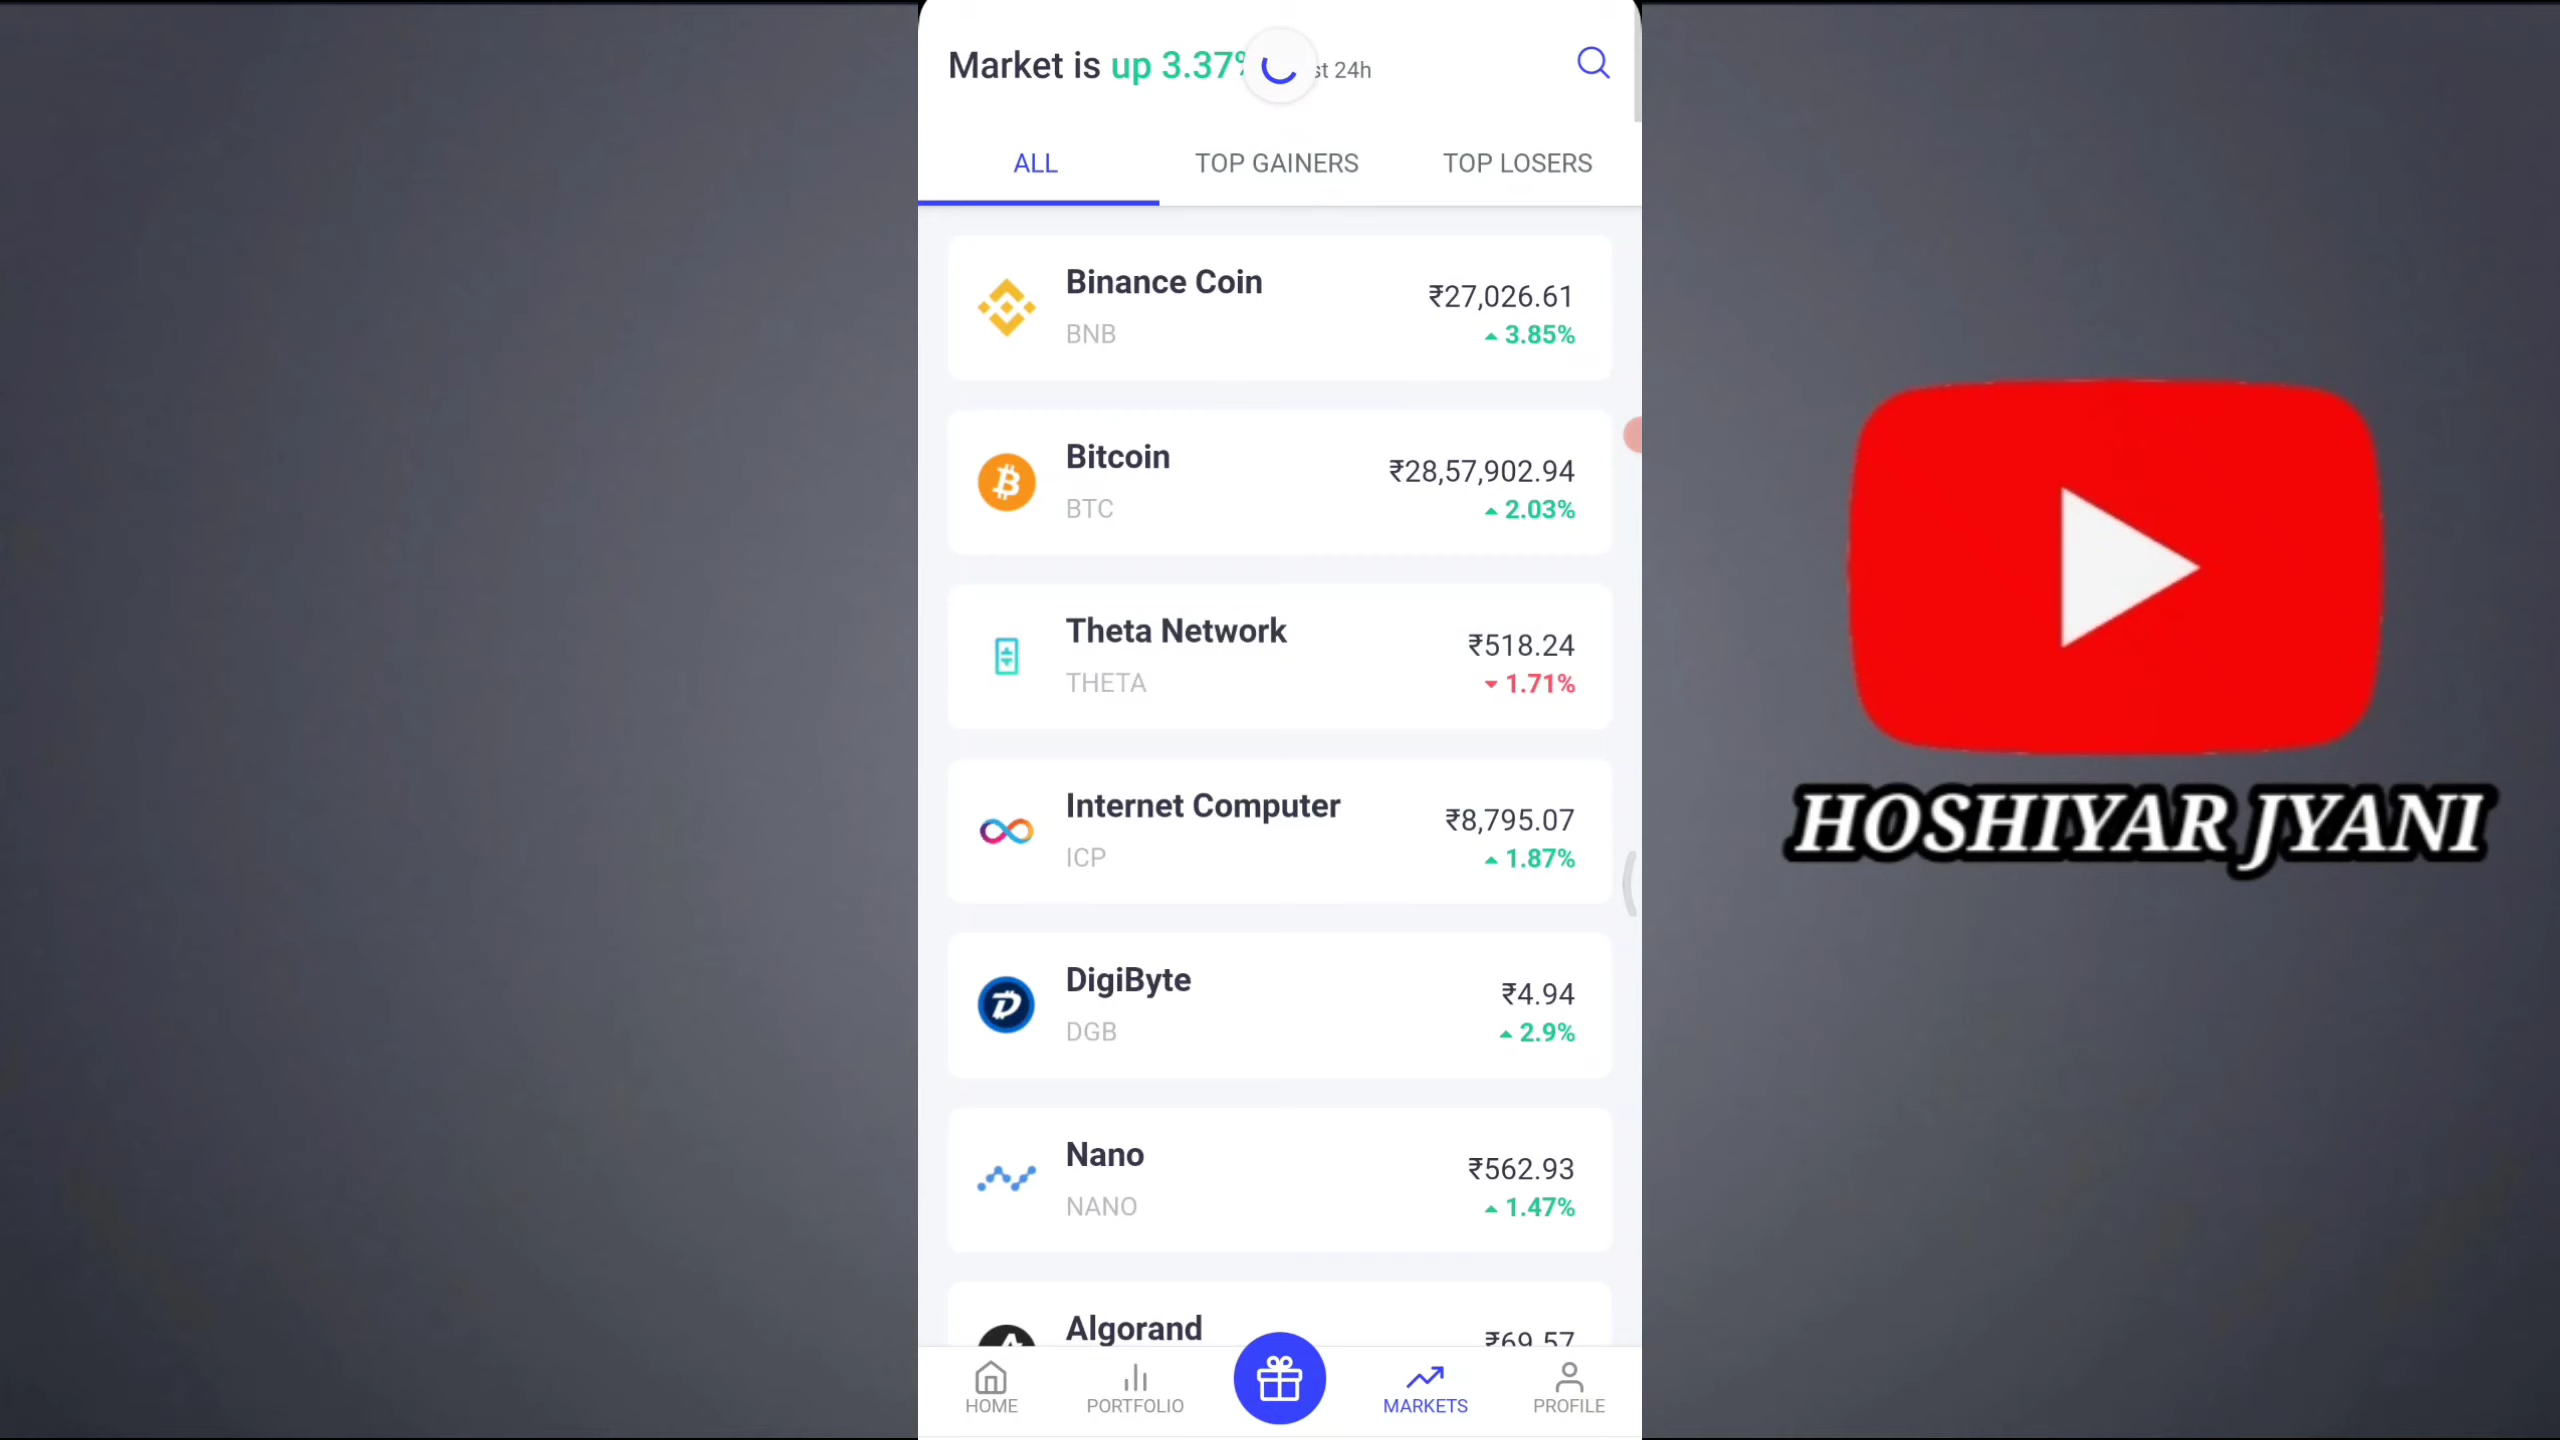 Market is up 3.37% st 24h
ALL TOP GAINERS TOP LOSERS
Binance Coin
₹27,026.61
BNB
3.85%
Bitcoin
₹28,57,902.94
BTC
2.03%
Theta Network
₹518.24
THETA
1.71%
Internet Computer
₹8,795.07
ICP
1.87%
DigiByte
₹4.94
DGB
2.9%
Nano
₹562.93
NANO
1.47%
Algorand
₹69.57
HOME PORTFOLIO MARKETS PROFILE
HOSHIYAR JYANI